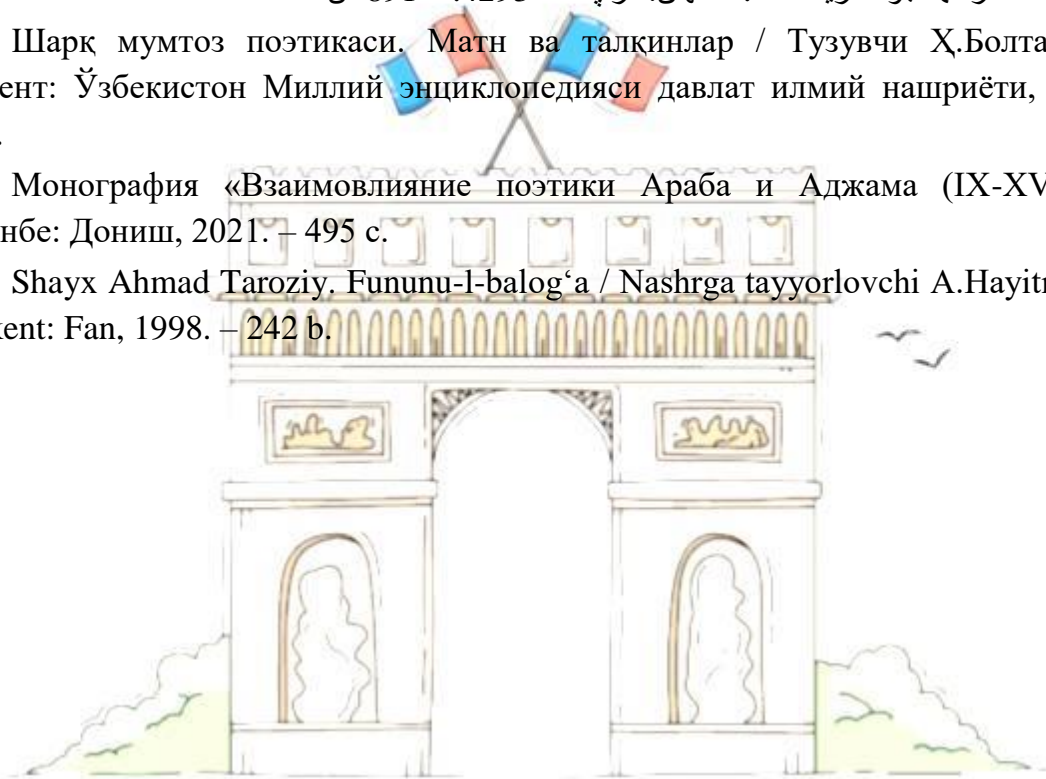 Шарқ мумтоз поэтикаси. Матн ва талқинлар / Тузувчи Ҳ.Болта
ент: Ўзбекистон Миллий энциклопедияси давлат илмий нашриёти,
Монография «Взаимовлияние поэтики Араба и Аджама (IX-XV
нбе: Дониш, 2021. – 495 с.
Shayx Ahmad Taroziy. Fununu-l-balog‘a / Nashrga tayyorlovchi A.Hayitm
kent: Fan, 1998. – 242 b.